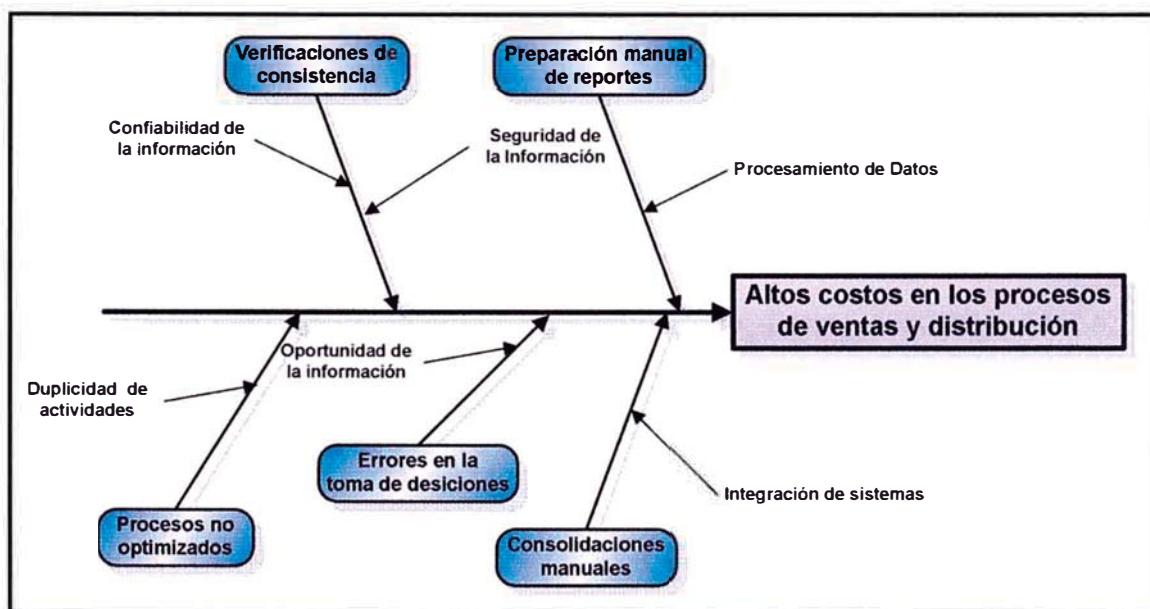 Verificaciones de
consistencia
Preparación manual
de reportes
Confiabilidad de
la información
Seguridad de
la Información
Procesamiento de Datos
Altos costos en los procesos
de ventas y distribución
Oportunidad de
la información
Duplicidad de
actividades
Errores en la
toma de desiciones
Integración de sistemas
Procesos no
optimizados
Consolidaciones
manuales